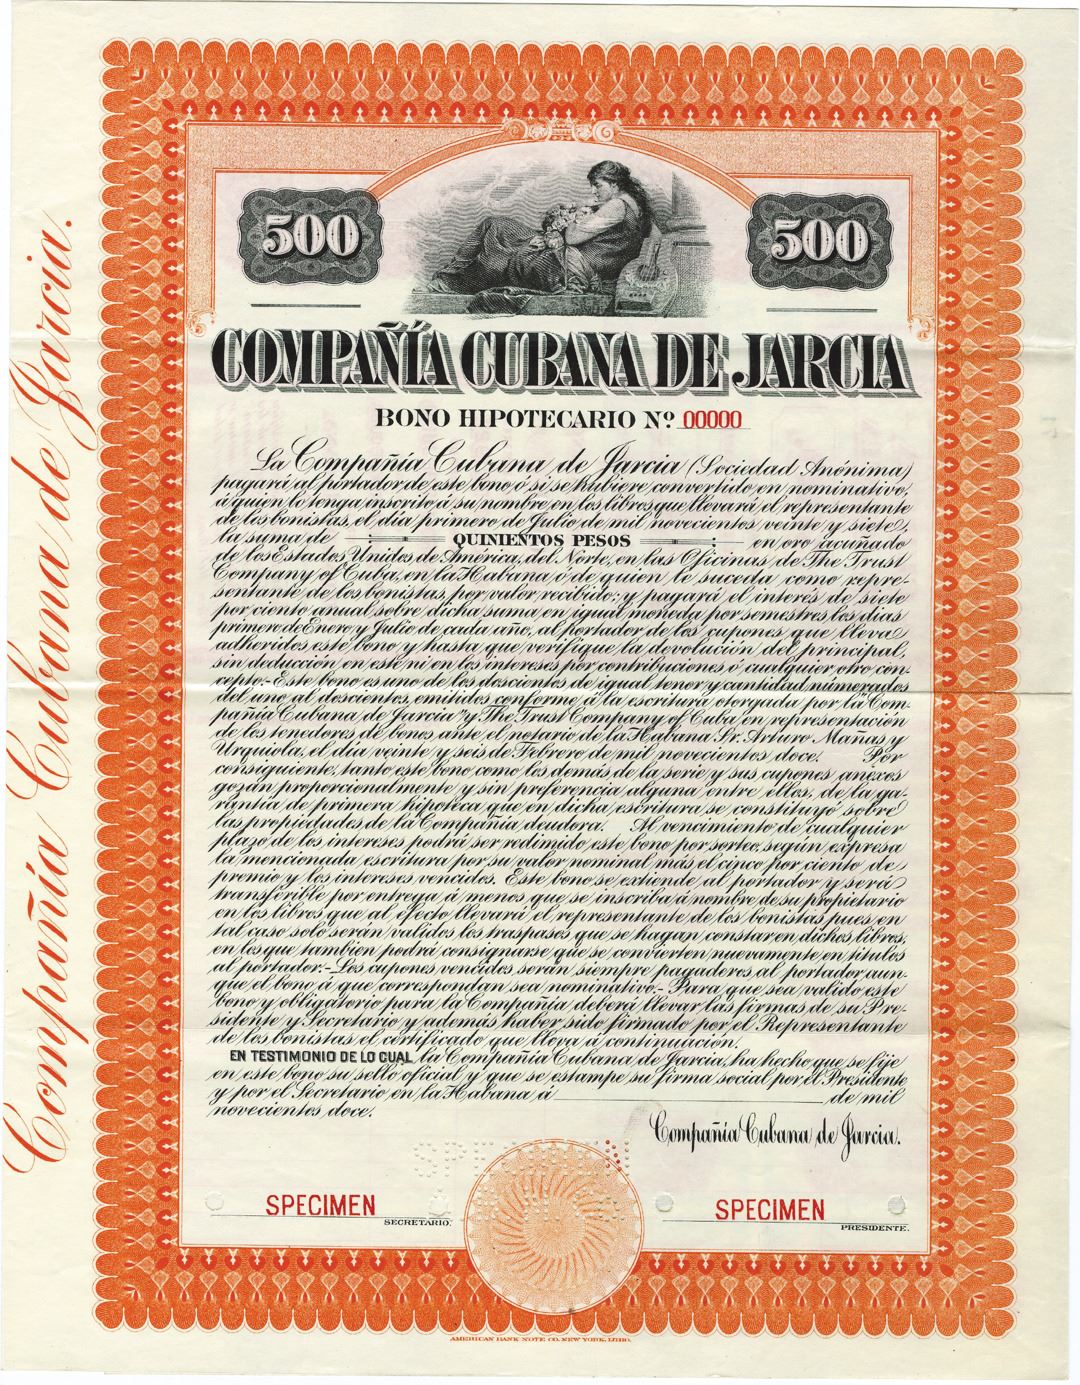 500
500
COMPAÑÍA CUBANA DE JARCIA
BONO HIPOTECARIO Nº 00000
La Compañía Cubana de Jarcia (Sociedad Anónima)
pagará al portador de este bono ó si se hubiere convertido en nominativo,
á quien lo tenga inscrito á su nombre en los libros que llevará el representante
de los bonistas, el día primero de Julio de mil novecientos veinte y siete,
la suma de QUINIENTOS PESOS en oro acuñado
de los Estados Unidos de América, del Norte, en las Oficinas de The Trust
Company of Cuba, en la Habana ó de quien le suceda como repre-
sentante de los bonistas, por valor recibido; y pagará el interés de siete
por ciento anual sobre dicha suma en igual moneda por semestres los días
primero de Enero y Julio de cada año, al portador de los cupones que lleva
adheridos este bono y hasta que verifique la devolución del principal,
sin deducción en este ni en los intereses por contribuciones ó cualquier otro con-
cepto.- Este bono es uno de los doscientos de igual tenor y cantidad númerados
del uno al doscientos, emitidos conforme á la escritura otorgada por la Com-
pañía Cubana de Jarcia y The Trust Company of Cuba en representación
de los tenedores de bonos ante el notario de la Habana Sr. Arturo Mañas y
Urquiola, el día veinte y seis de Febrero de mil novecientos doce. Por
consiguiente, tanto este bono como los demás de la serie y sus cupones anexos
gozán proporcionalmente y sin preferencia alguna entre ellos, de la ga-
rantía de primera hipoteca que en dicha escritura se constituyó sobre
las propiedades de la Compañía deudora. Al vencimiento de cualquier
plazo de los intereses podrá ser redimido este bono por sorteo, según expresa
la mencionada escritura por su valor nominal más el cinco por ciento de
premio y los intereses vencidos. Este bono se extiende al portador y será
transferible por entrega á menos que se inscriba á nombre de su propietario
en los libros que al efecto llevará el representante de los bonistas pues en
tal caso solo serán válidos los traspasos que se hagan constar en dichos libros,
en los que tambien podrá consignarse que se convierten nuevamente en títulos
al portador.- Los cupones vencidos serán siempre pagaderos al portador aun-
que el bono á que correspondan sea nominativo.- Para que sea valido este
bono y obligatorio para la Compañía deberá llevar las firmas de su Pre-
sidente y Secretario y además haber sido firmado por el Representante
de los bonistas el certificado que lleva á continuación.
EN TESTIMONIO DE LO CUAL la Compañía Cubana de Jarcia, ha hecho que se fije
en este bono su sello oficial y que se estampe su firma social por el Presidente
y por el Secretario en la Habana á de mil
novecientos doce.
Compañía Cubana de Jarcia.
SPECIMEN
SECRETARIO.
SPECIMEN
PRESIDENTE.
AMERICAN BANK NOTE CO. NEW YORK, LITHO.
Compañía Cubana de Jarcia.